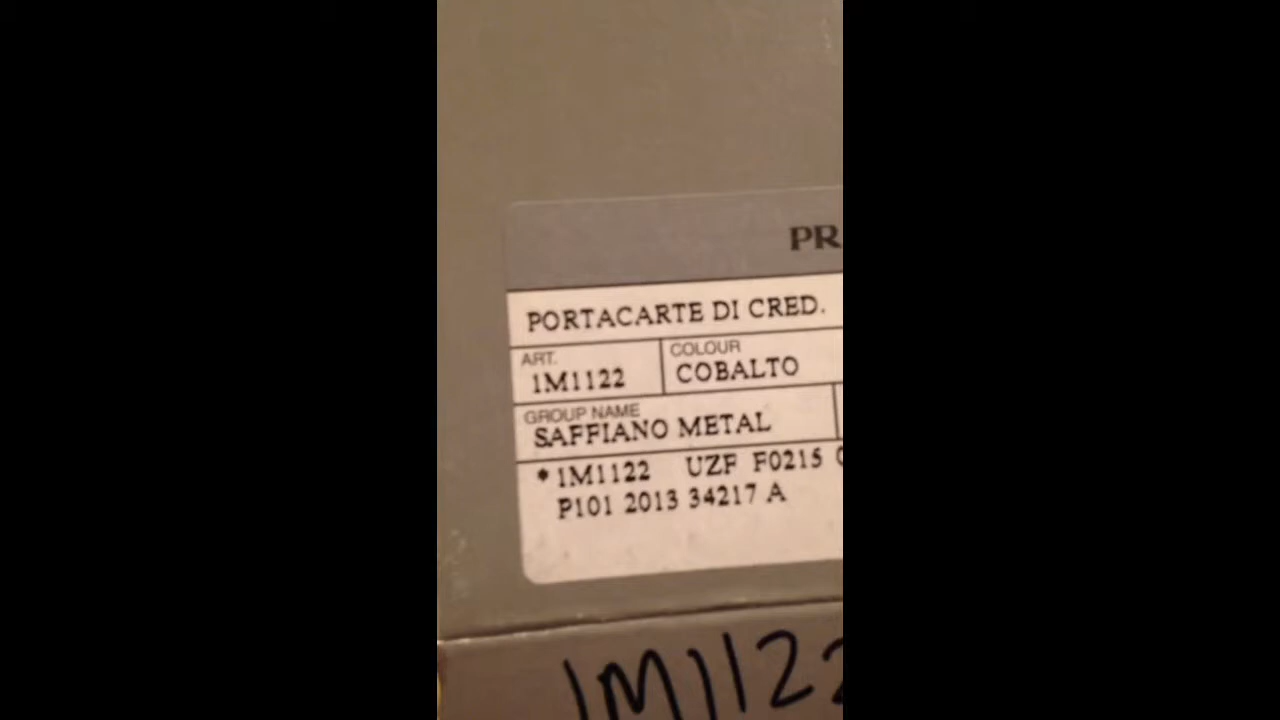 PR
PORTACARTE DI CRED.
ART. COLOUR
1M1122 COBALTO
GROUP NAME
SAFFIANO METAL
*1M1122 UZF F0215
P101 2013 34217 A
1M1122